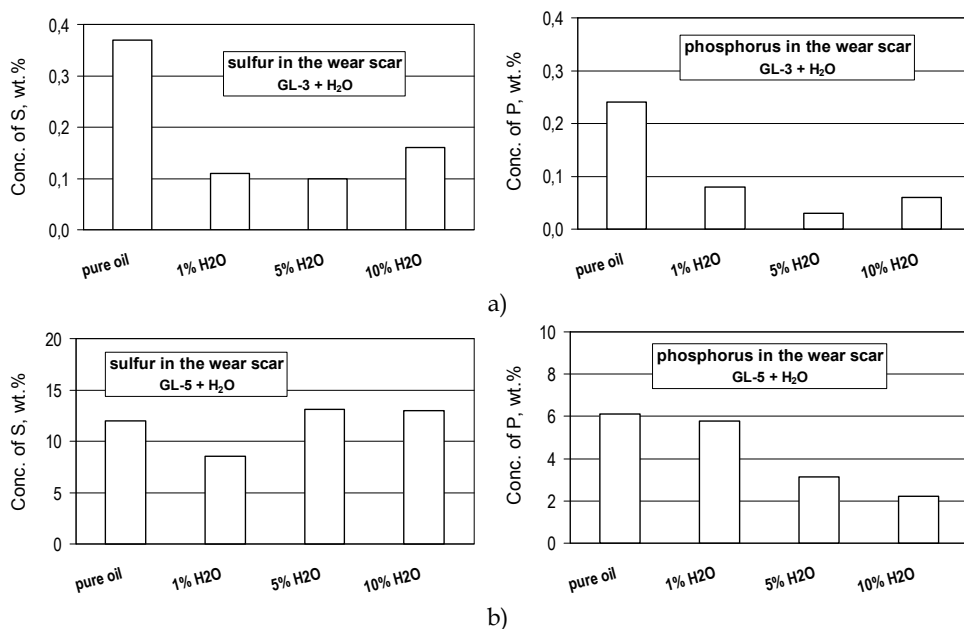 Conc. of S, wt.%
0,4
0,3
0,2
0,1
0,0
sulfur in the wear scar
GL-3 + H₂O
pure oil
1% H2O
5% H2O
10% H2O
Conc. of P, wt.%
0,4
0,3
0,2
0,1
0,0
phosphorus in the wear scar
GL-3 + H₂O
pure oil
1% H2O
5% H2O
10% H2O
a)
Conc. of S, wt.%
20
15
10
5
0
sulfur in the wear scar
GL-5 + H₂O
pure oil
1% H2O
5% H2O
10% H2O
Conc. of P, wt.%
10
8
6
4
2
0
phosphorus in the wear scar
GL-5 + H₂O
pure oil
1% H2O
5% H2O
10% H2O
b)